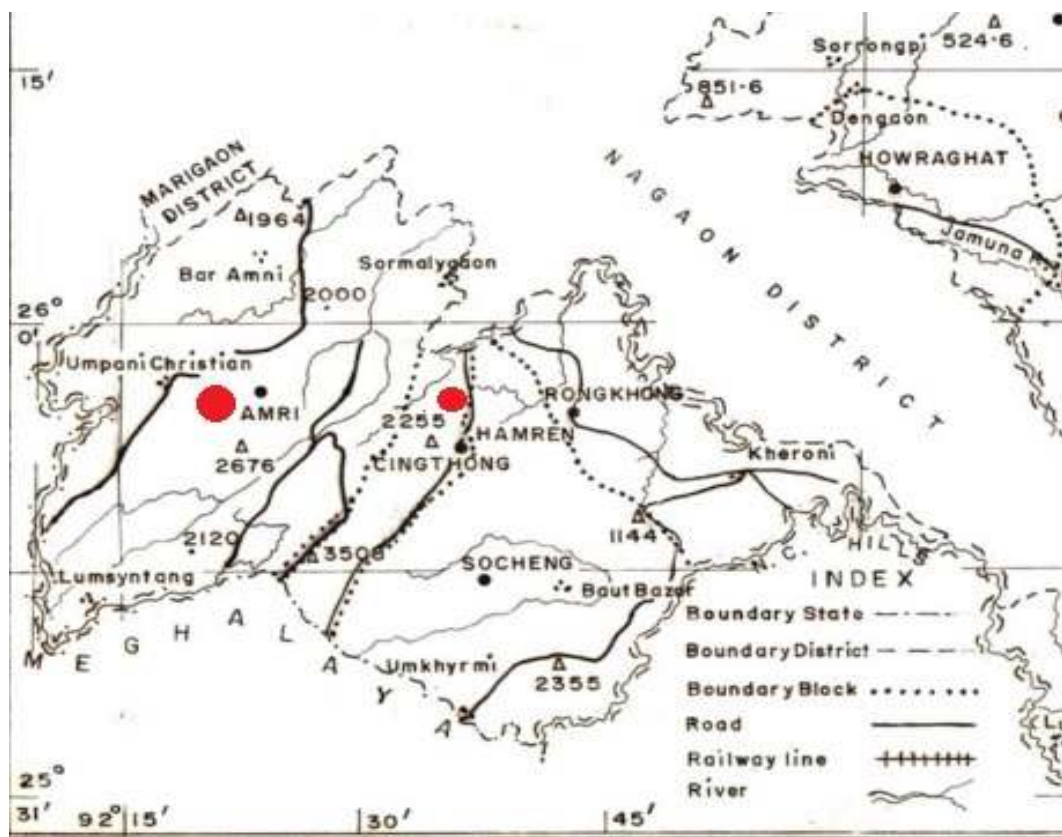 15'
Sorrongpi
524·6
851·6
Dengaon
HOWRAGHAT
Jamuna R.
MARIGAON
DISTRICT
1964
NAGAON DISTRICT
Bar Amni
Sormalygaon
2000
26°
0'
Umpani Christian
AMRI
2255
RONGKHONG
HAMREN
2676
CINGTHONG
Kheroni
2120
3508
1144
Lumsyntang
SOCHENG
Baut Bazar
N. C. HILLS
MEGHALAYA
Umkhyrmi
2355
INDEX
Boundary State
Boundary District
Boundary Block
Road
Railway line
River
25°
31' 92° 15' 30' 45'